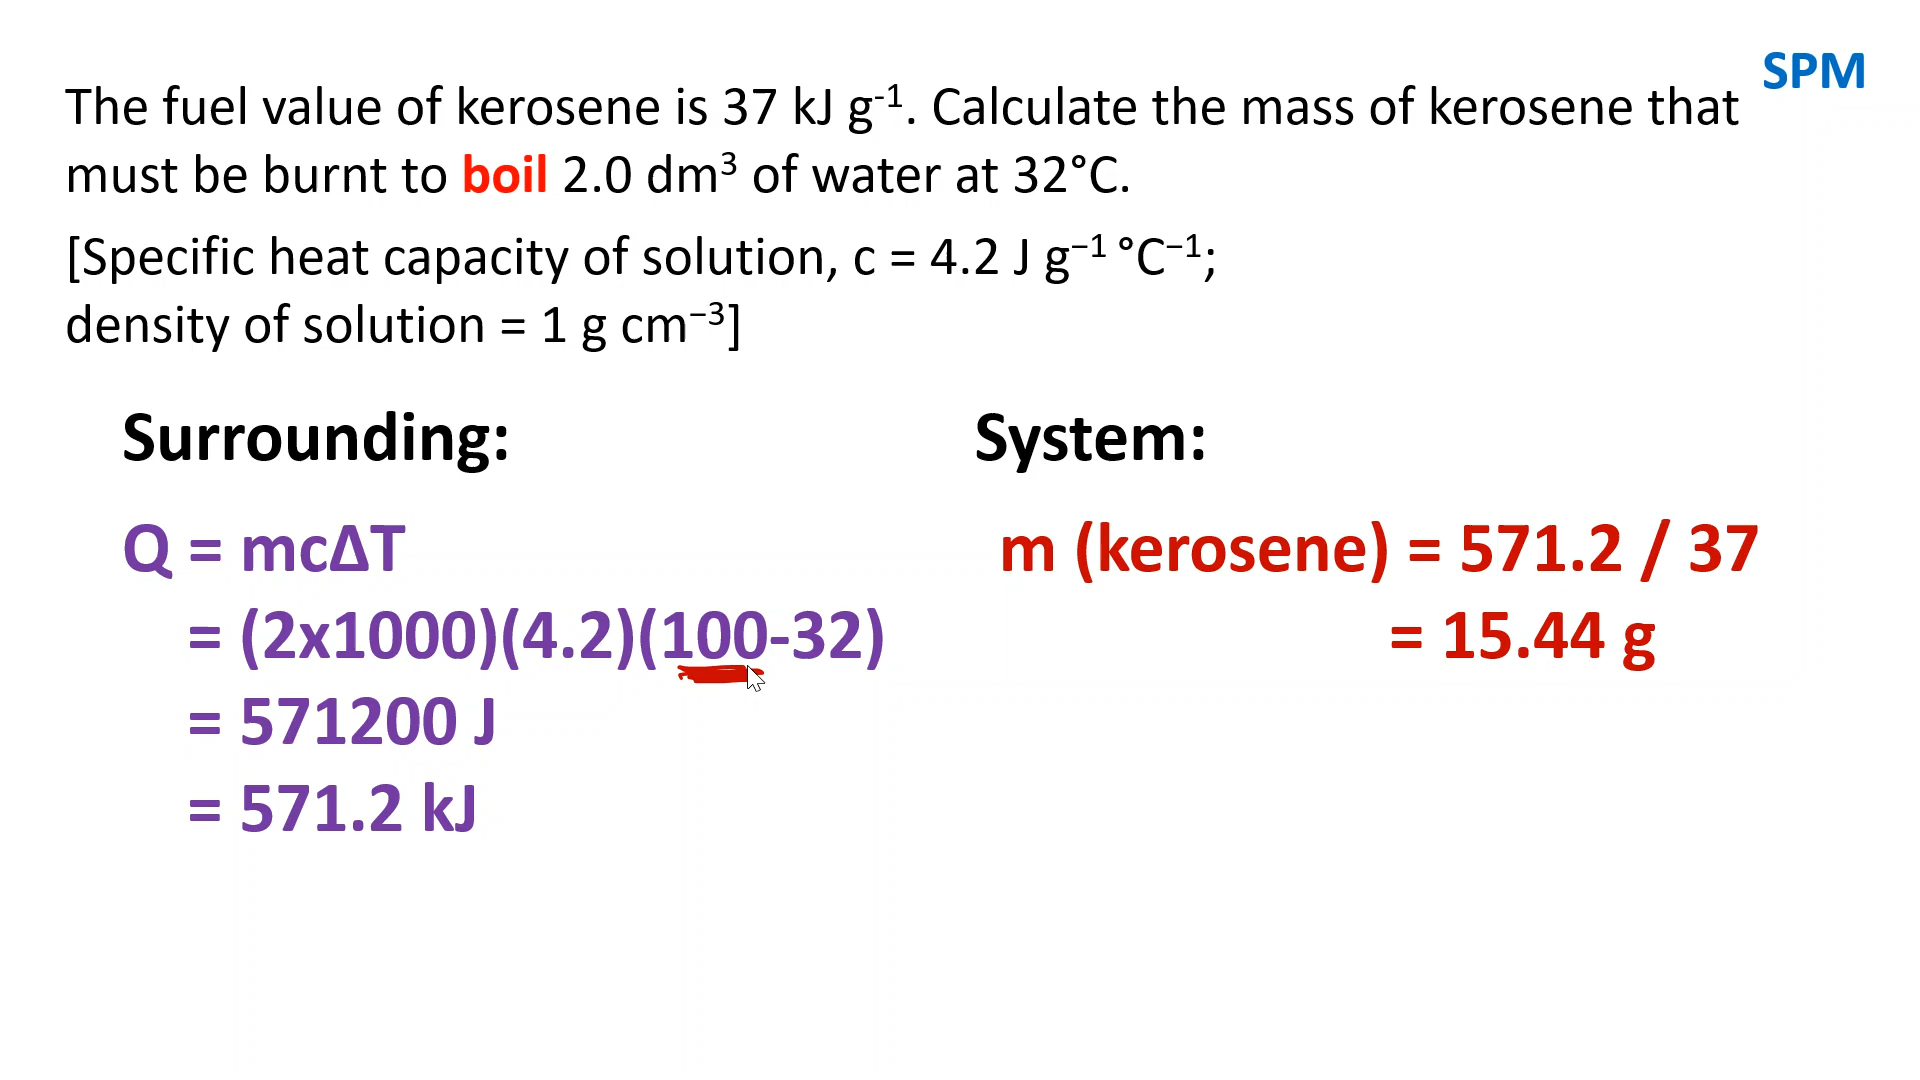 SPM
The fuel value of kerosene is 37 kJ g⁻¹. Calculate the mass of kerosene that
must be burnt to boil 2.0 dm³ of water at 32°C.
[Specific heat capacity of solution, c = 4.2 J g⁻¹ °C⁻¹;
density of solution = 1 g cm⁻³]
Surrounding:
Q = mcΔT
= (2x1000)(4.2)(100-32)
= 571200 J
= 571.2 kJ
System:
m (kerosene) = 571.2 / 37
= 15.44 g